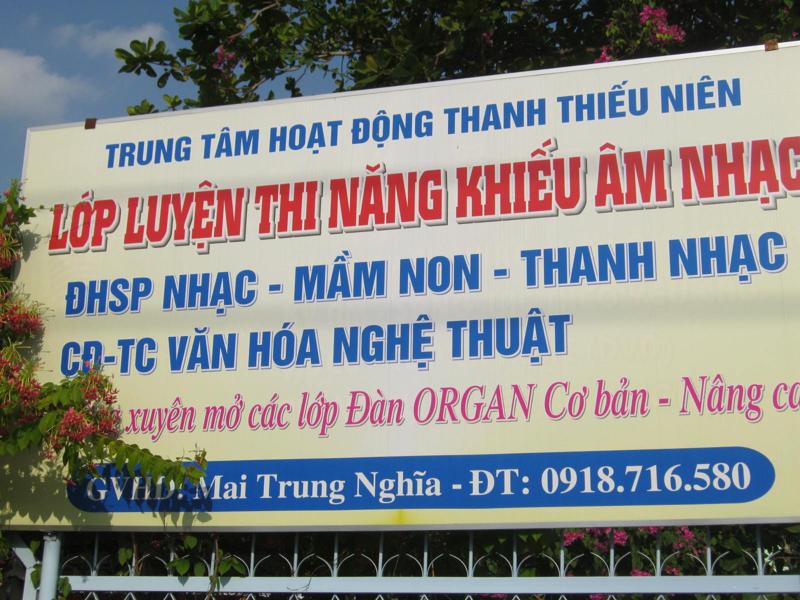 TRUNG TÂM HOẠT ĐỘNG THANH THIẾU NIÊN
LỚP LUYỆN THI NĂNG KHIẾU ÂM NHẠC
ĐHSP NHẠC - MẦM NON - THANH NHẠC
CĐ-TC VĂN HÓA NGHỆ THUẬT
xuyên mở các lớp Đàn ORGAN Cơ bản - Nâng
GVHD: Mai Trung Nghĩa - ĐT: 0918.716.580